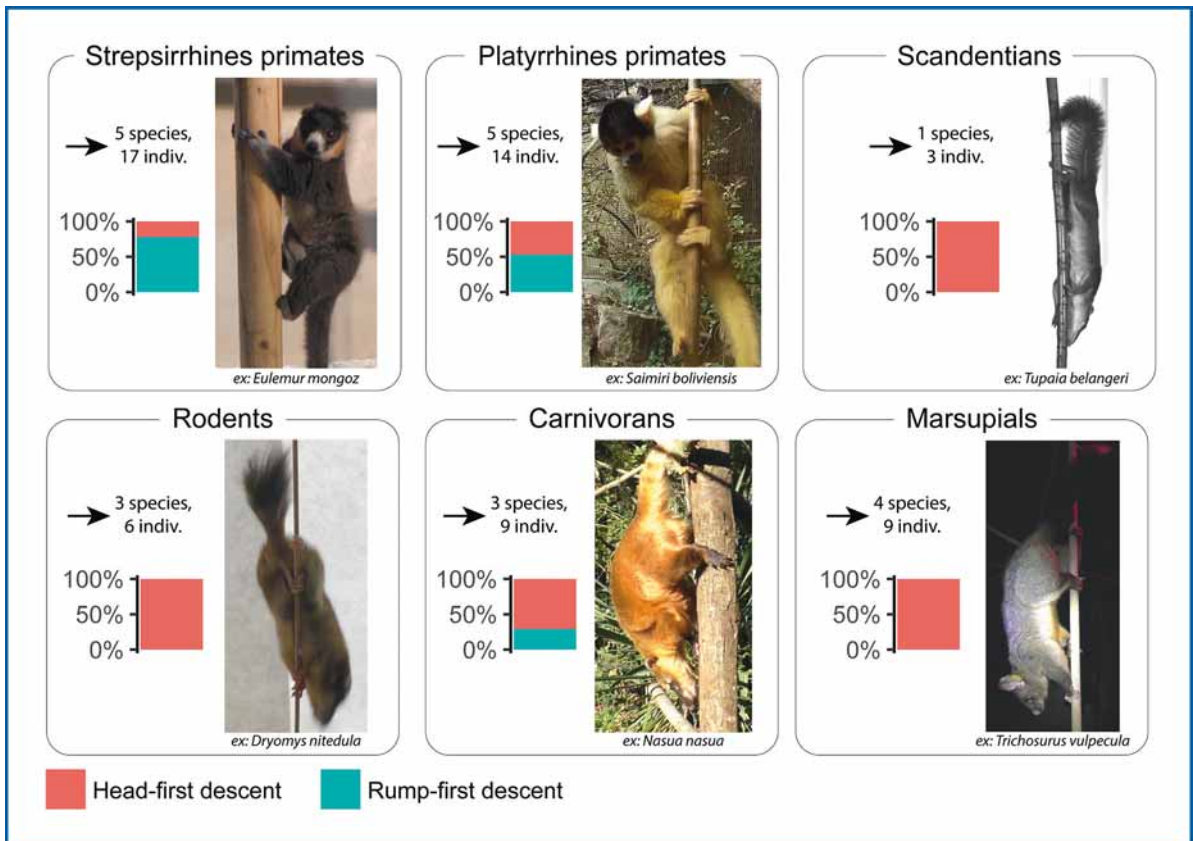 Strepsirrhines primates
5 species,
17 indiv.
100%
50%
0%
ex: Eulemur mongoz
Platyrrhines primates
5 species,
14 indiv.
100%
50%
0%
ex: Saimiri boliviensis
Scandentians
1 species,
3 indiv.
100%
50%
0%
ex: Tupaia belangeri
Rodents
3 species,
6 indiv.
100%
50%
0%
ex: Dryomys nitedula
Carnivorans
3 species,
9 indiv.
100%
50%
0%
ex: Nasua nasua
Marsupials
4 species,
9 indiv.
100%
50%
0%
ex: Trichosurus vulpecula
Head-first descent
Rump-first descent